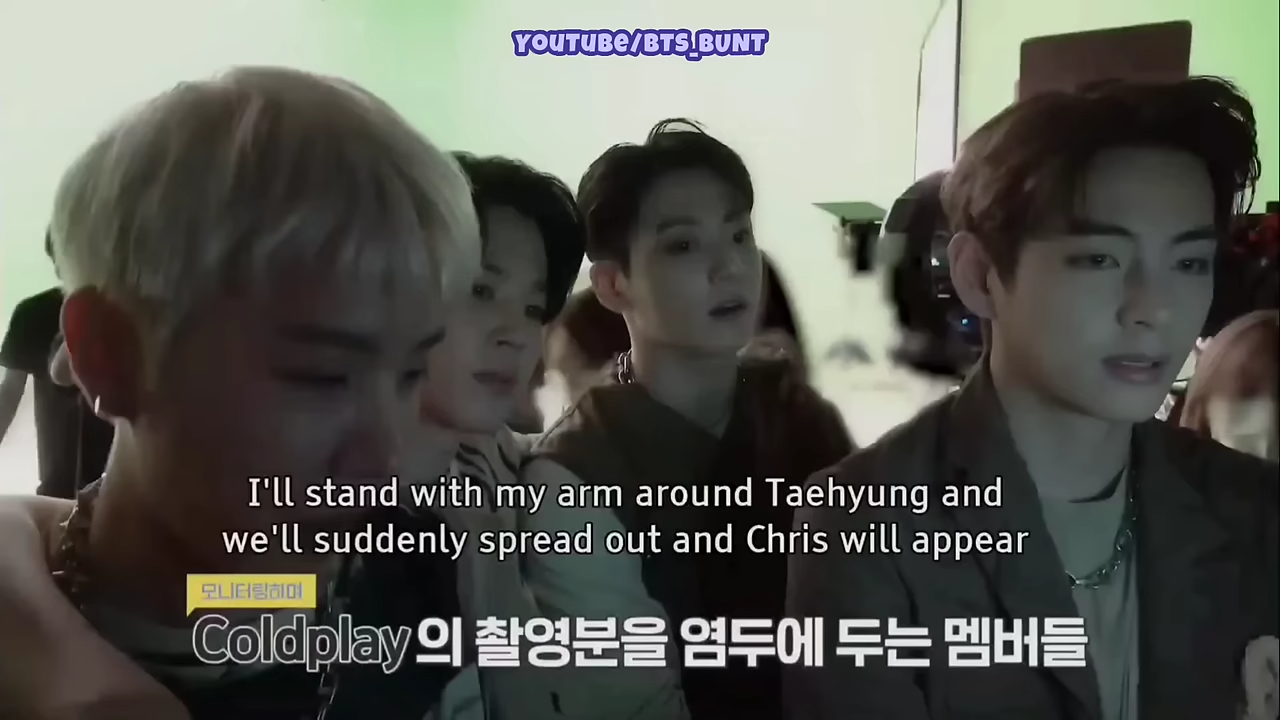 YOUTUBE/BTS_BUNT
I'll stand with my arm around Taehyung and
we'll suddenly spread out and Chris will appear
모니터링하며
Coldplay의 촬영분을 염두에 두는 멤버들